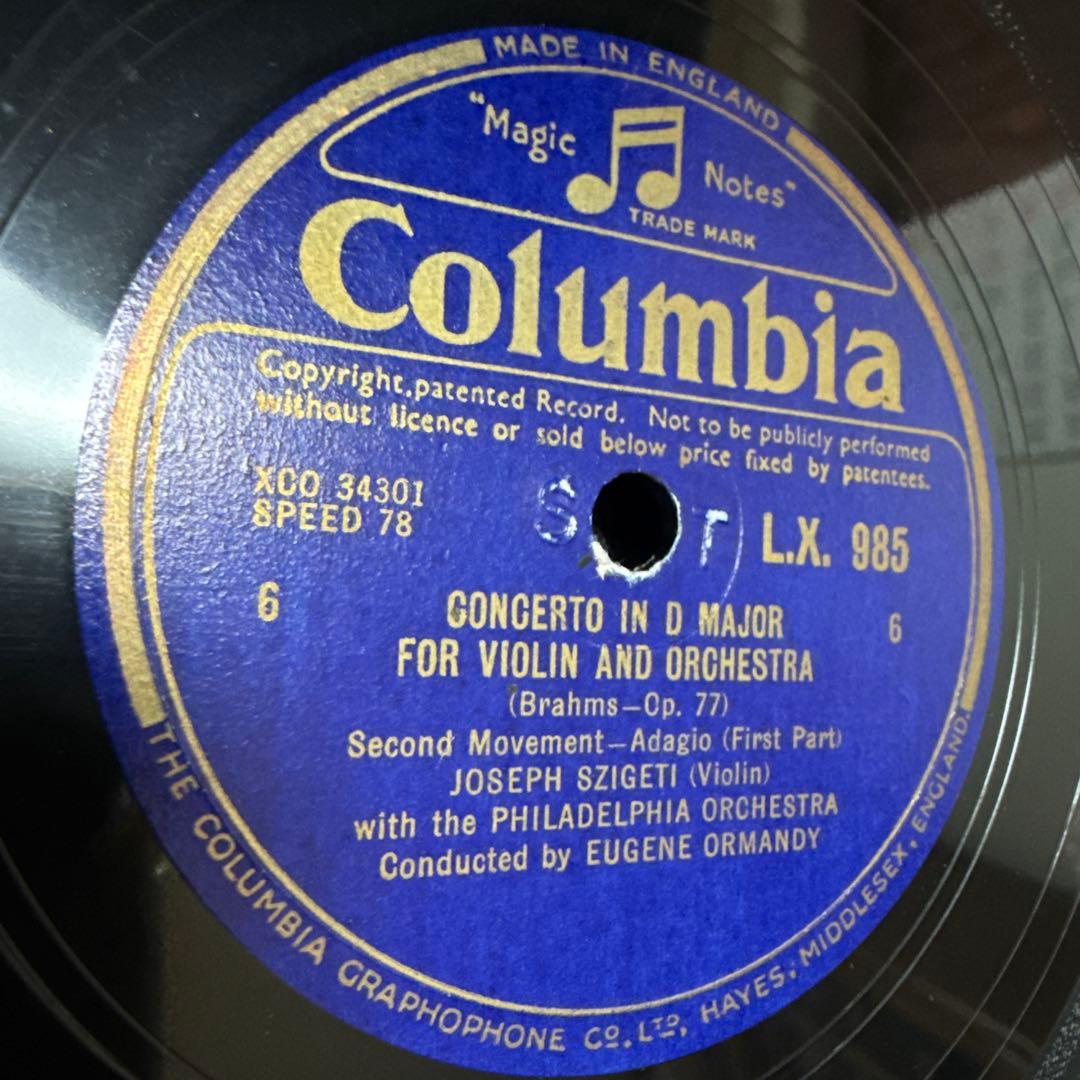 MADE IN ENGLAND
"Magic Notes"
TRADE MARK
Columbia
Copyright, patented Record. Not to be publicly performed
without licence or sold below price fixed by patentees.
XCO 34301
SPEED 78
S T
L.X. 985
6
6
CONCERTO IN D MAJOR
FOR VIOLIN AND ORCHESTRA
(Brahms—Op. 77)
Second Movement—Adagio (First Part)
JOSEPH SZIGETI (Violin)
with the PHILADELPHIA ORCHESTRA
Conducted by EUGENE ORMANDY
THE COLUMBIA GRAPHOPHONE CO. LTD, HAYES, MIDDLESEX, ENGLAND.